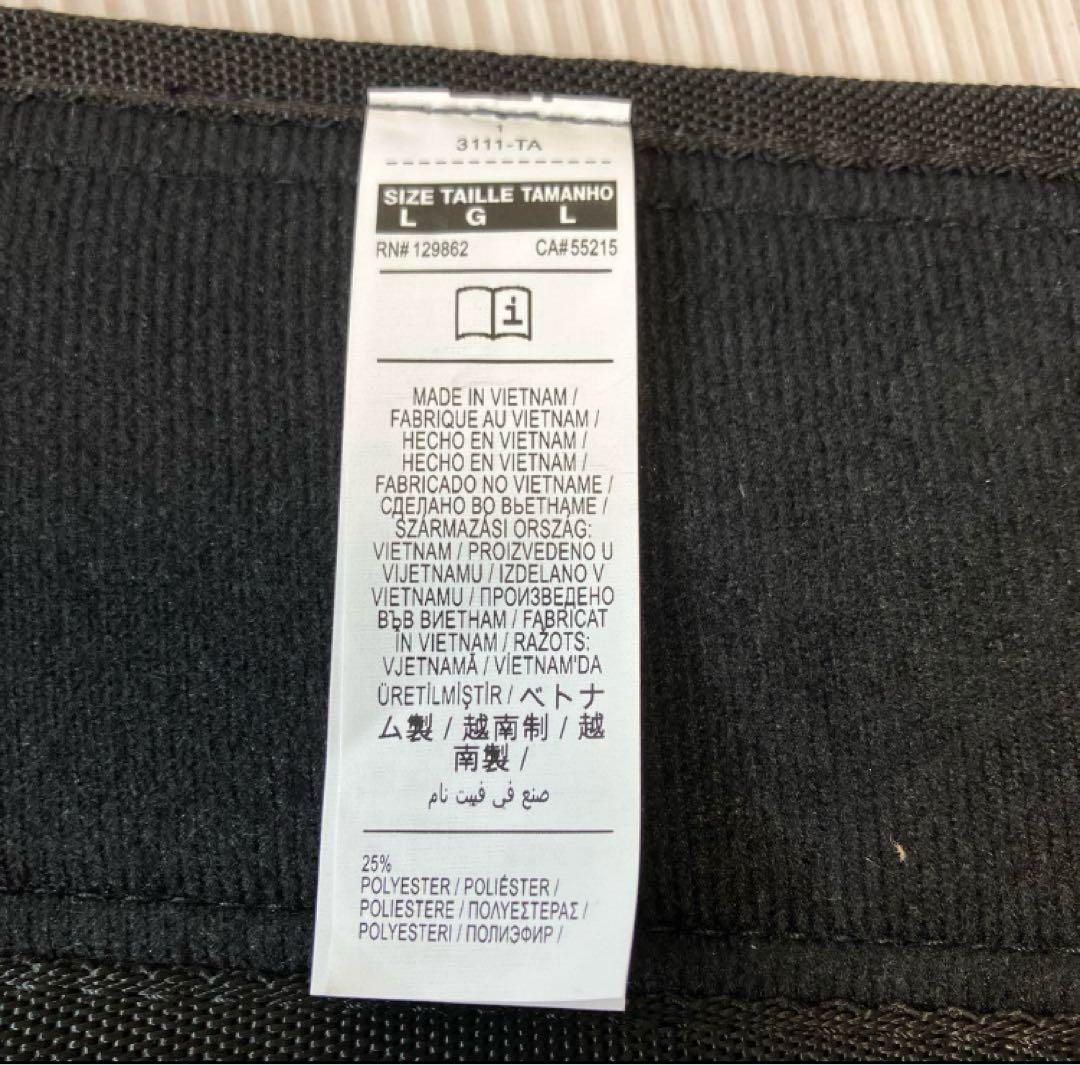 3111-TA
SIZE TAILLE TAMANHO
L G L
RN# 129862 CA# 55215
i
MADE IN VIETNAM /
FABRIQUE AU VIETNAM /
HECHO EN VIETNAM /
HECHO EN VIETNAM /
FABRICADO NO VIETNAME /
СДЕЛАНО ВО ВЬЕТНАМЕ /
SZÁRMAZÁSI ORSZÁG:
VIETNAM / PROIZVEDENO U
VIJETNAMU / IZDELANO V
VIETNAMU / ПРОИЗВЕДЕНО
ВЪВ ВИЕТНАМ / FABRICAT
ÎN VIETNAM / RAŽOTS:
VJETNAMĀ / VİETNAM'DA
ÜRETİLMİŞTİR / ベトナ
ム製 / 越南制 / 越
南製 /
صنع في فييت نام
25%
POLYESTER / POLIÉSTER /
POLIESTERE / ΠΟΛΥΕΣΤΕΡΑΣ /
POLYESTERI / ПОЛИЭФИР /